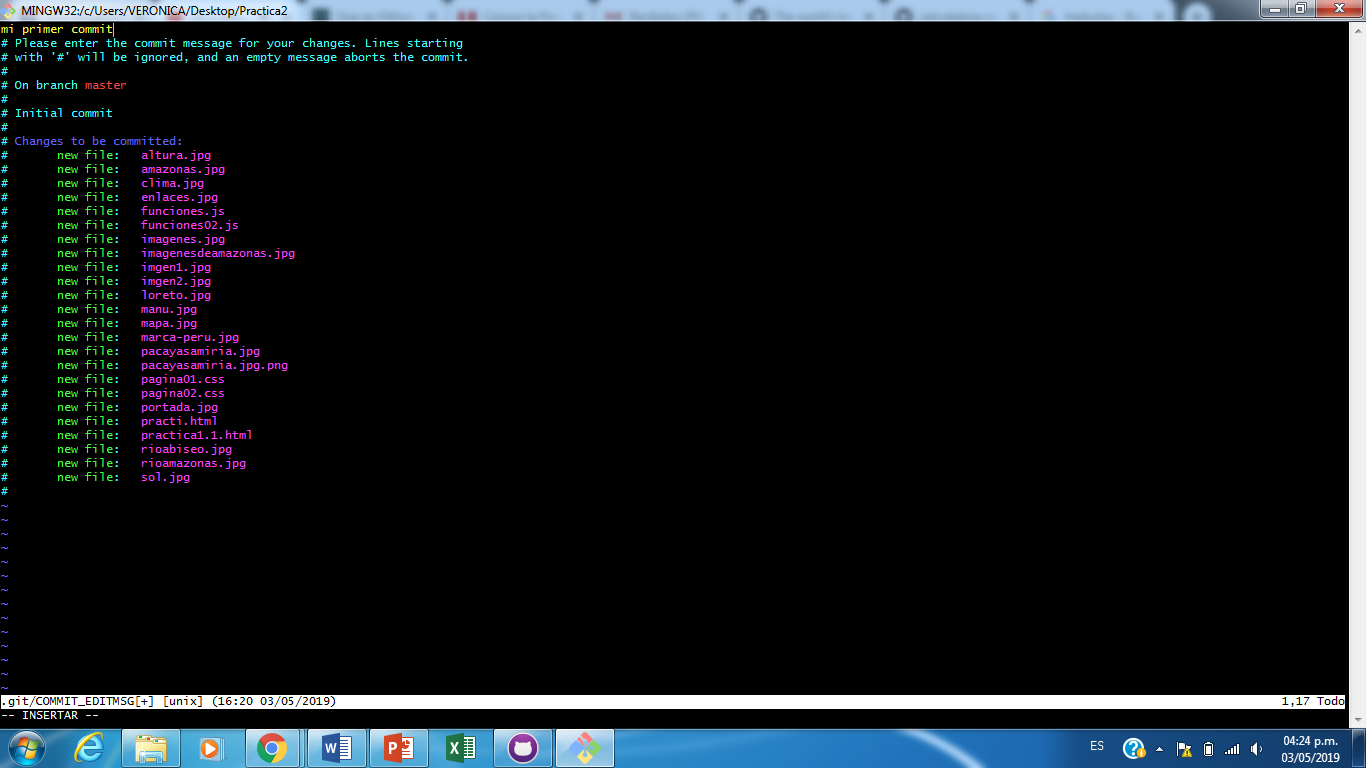 MINGW32:/c/Users/VERONICA/Desktop/Practica2
mi primer commit
# Please enter the commit message for your changes. Lines starting
# with '#' will be ignored, and an empty message aborts the commit.
#
# On branch master
#
# Initial commit
#
# Changes to be committed:
# new file: altura.jpg
# new file: amazonas.jpg
# new file: clima.jpg
# new file: enlaces.jpg
# new file: funciones.js
# new file: funciones02.js
# new file: imagenes.jpg
# new file: imagenesdeamazonas.jpg
# new file: imgen1.jpg
# new file: imgen2.jpg
# new file: loreto.jpg
# new file: manu.jpg
# new file: mapa.jpg
# new file: marca-peru.jpg
# new file: pacayasamiria.jpg
# new file: pacayasamiria.jpg.png
# new file: pagina01.css
# new file: pagina02.css
# new file: portada.jpg
# new file: practi.html
# new file: practica1.1.html
# new file: rioabiseo.jpg
# new file: rioamazonas.jpg
# new file: sol.jpg
#
~
~
~
~
~
~
~
~
~
~
~
~
~
~
.git/COMMIT_EDITMSG[+] [unix] (16:20 03/05/2019) 1,17 Todo
-- INSERTAR --
ES
04:24 p.m.
03/05/2019